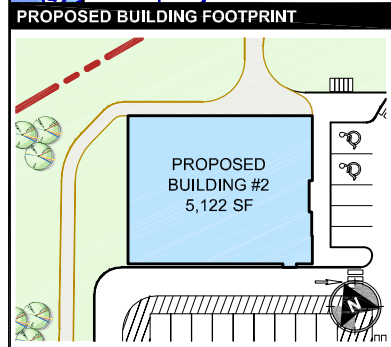 PROPOSED BUILDING FOOTPRINT
PROPOSED
BUILDING #2
5,122 SF
N